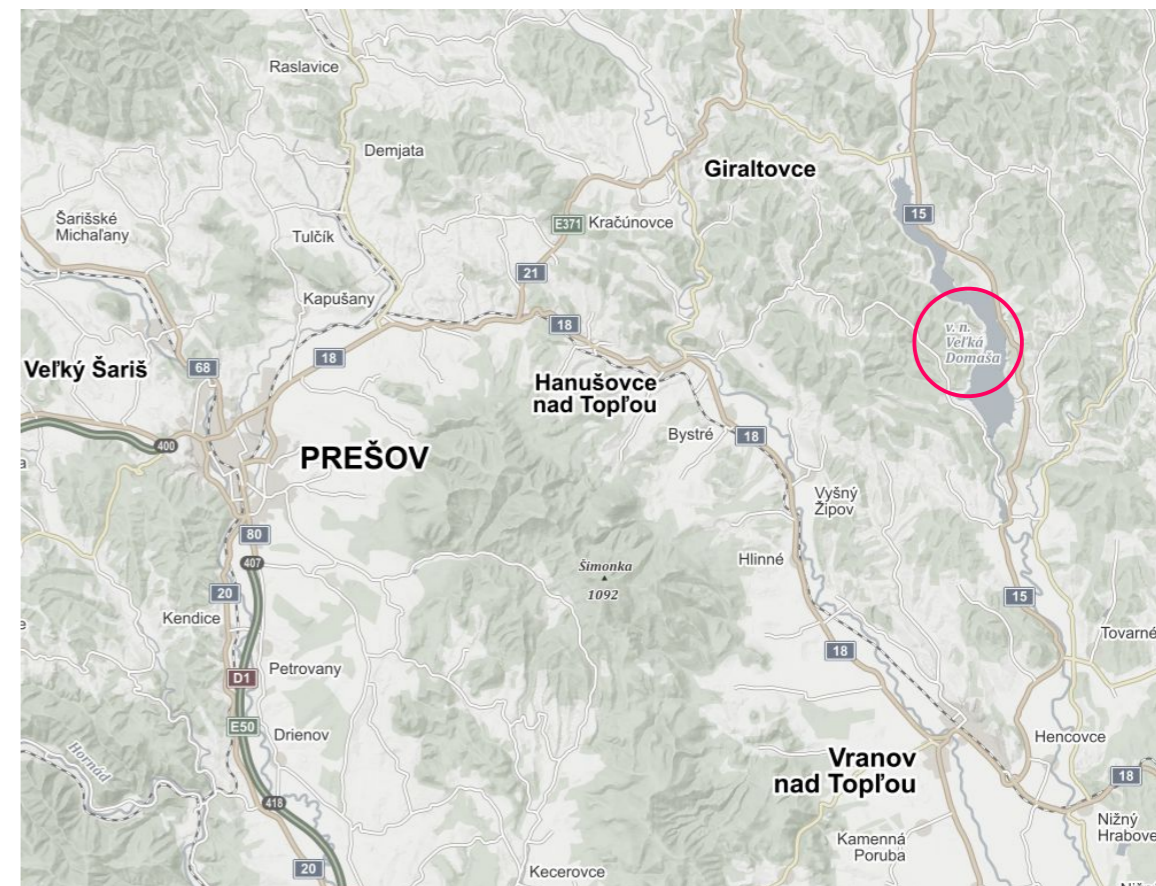 Raslavice
Demjata
Giraltovce
15
Šarišské
Michaľany
Tulčík
E371
Kračúnovce
21
Kapušany
18
18
v. n.
Veľká
Domaša
Veľký Šariš
68
Hanušovce
nad Topľou
Bystré
18
400
PREŠOV
Vyšný
Žipov
80
407
Šimonka
1092
Hlinné
20
Kendice
15
Tovarné
18
Petrovany
D1
E50
Drienov
Hornád
Hencovce
Vranov
nad Topľou
18
418
Nižný
Hrabove
Kamenná
Poruba
20
Kecerovce